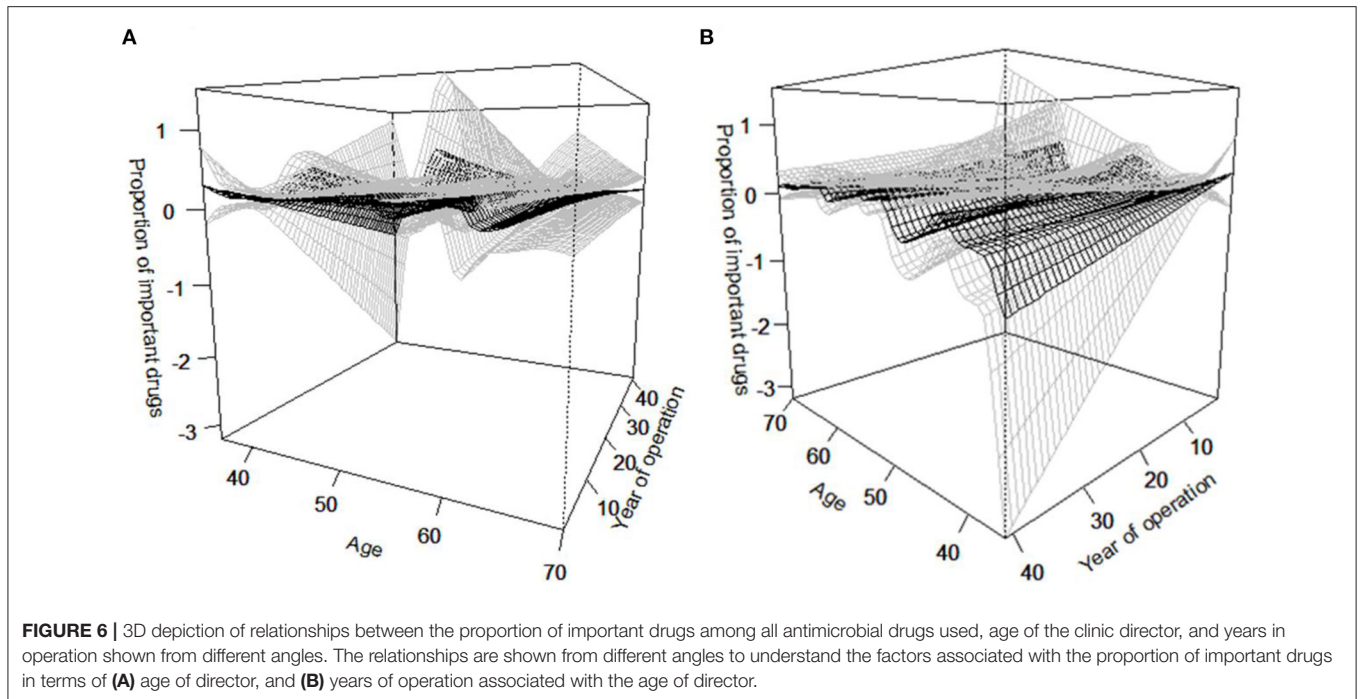 A
B
Proportion of important drugs
1
0
-1
-2
-3
40
50
60
70
Age
10
20
30
40
Year of operation
Proportion of important drugs
1
0
-1
-2
-3
70
60
50
40
Age
40
30
20
10
Year of operation
FIGURE 6 | 3D depiction of relationships between the proportion of important drugs among all antimicrobial drugs used, age of the clinic director, and years in
operation shown from different angles. The relationships are shown from different angles to understand the factors associated with the proportion of important drugs
in terms of (A) age of director, and (B) years of operation associated with the age of director.